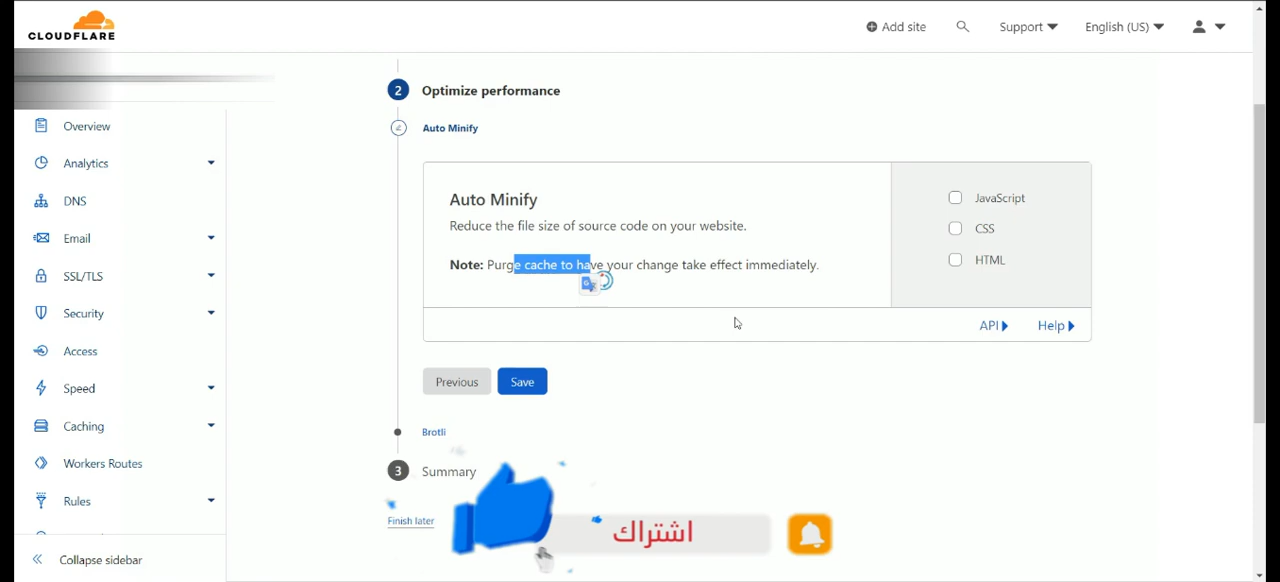 CLOUDFLARE
Add site
Support
English (US)
Overview
Analytics
DNS
Email
SSL/TLS
Security
Access
Speed
Caching
Workers Routes
Rules
Collapse sidebar
2 Optimize performance
Auto Minify
Auto Minify
Reduce the file size of source code on your website.
Note: Purge cache to have your change take effect immediately.
JavaScript
CSS
HTML
API
Help
Previous
Save
Brotli
3 Summary
Finish later
اشتراك